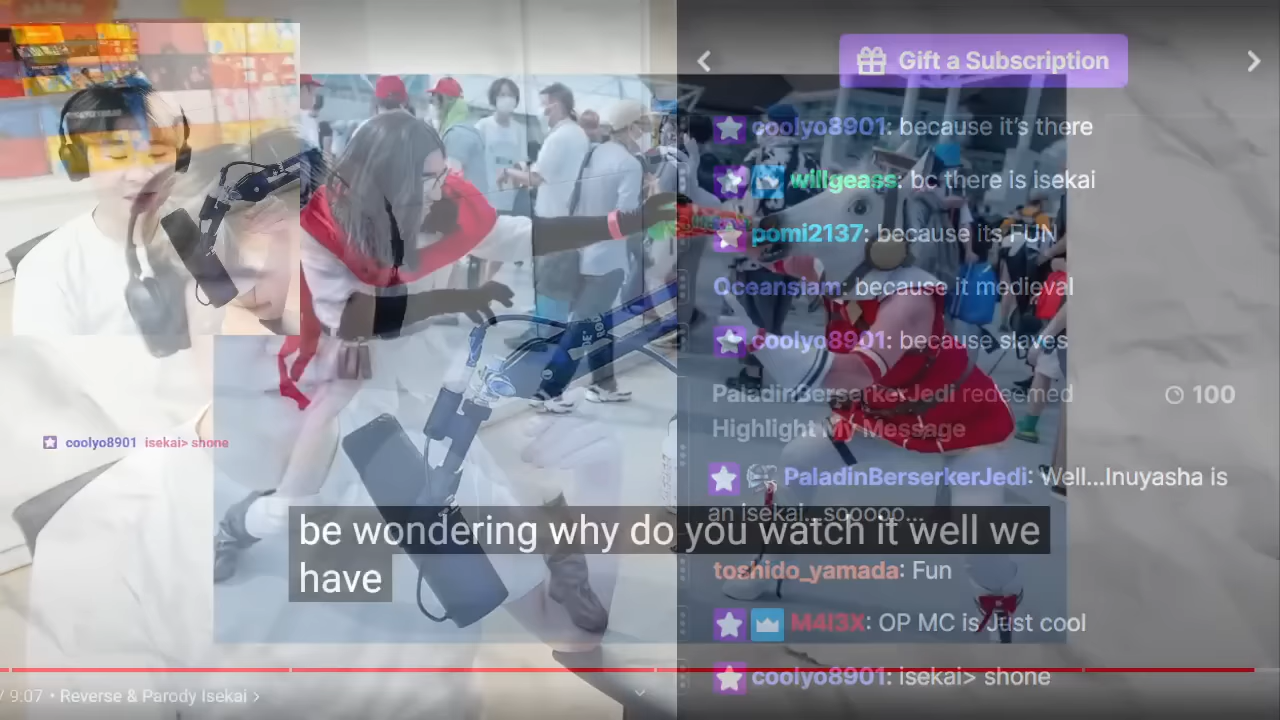 Gift a Subscription
coolyo8901: because it's there
willgeass: bc there is isekai
pomi2137: because its FUN
Oceanslam: because it medieval
coolyo8901: because slaves
PaladinBerserkerJedi redeemed
100
Highlight My Message
coolyo8901 isekai> shone
PaladinBerserkerJedi: Well...Inuyasha is
an isekai...sooooo...
be wondering why do you watch it well we
have
toshido_yamada: Fun
M4I3X: OP MC is Just cool
coolyo8901: isekai> shone
/ 9:07 • Reverse & Parody Isekai >